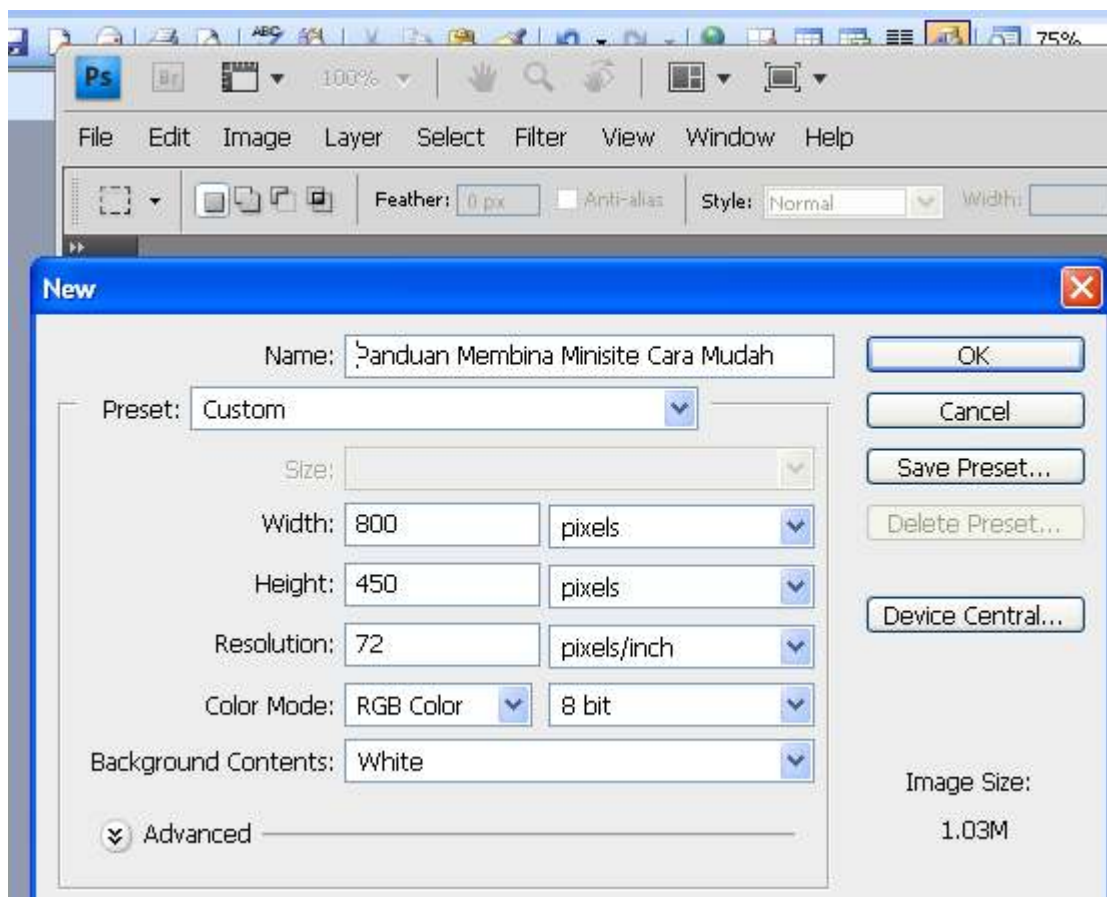 ABC 75%
Ps Br 100%
File Edit Image Layer Select Filter View Window Help
Feather: 0 px Anti-alias Style: Normal Width:
New
Name: Panduan Membina Minisite Cara Mudah OK
Preset: Custom Cancel
Size: Save Preset...
Width: 800 pixels Delete Preset...
Height: 450 pixels
Device Central...
Resolution: 72 pixels/inch
Color Mode: RGB Color 8 bit
Background Contents: White
Image Size:
Advanced 1.03M